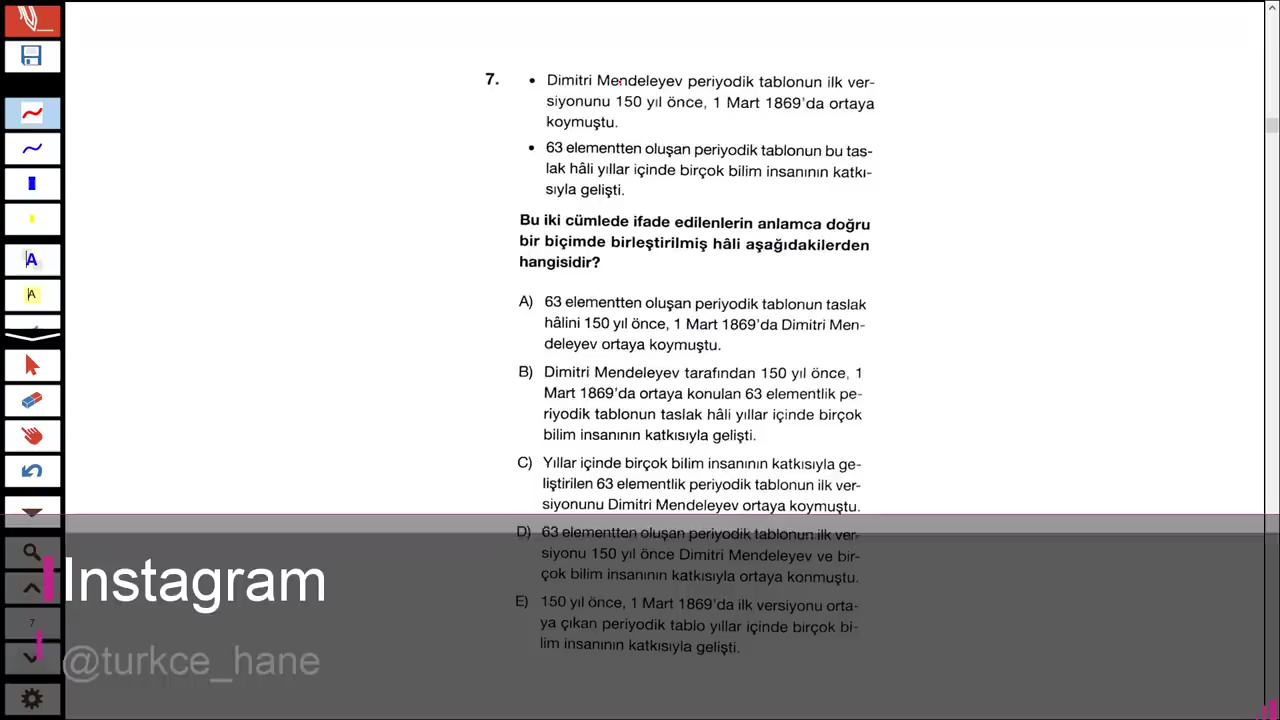 7. • Dimitri Mendeleyev periyodik tablonun ilk ver-
siyonunu 150 yıl önce, 1 Mart 1869'da ortaya
koymuştu.
• 63 elementten oluşan periyodik tablonun bu tas-
lak hâli yıllar içinde birçok bilim insanının katkı-
sıyla gelişti.
Bu iki cümlede ifade edilenlerin anlamca doğru
bir biçimde birleştirilmiş hâli aşağıdakilerden
hangisidir?
A) 63 elementten oluşan periyodik tablonun taslak
hâlini 150 yıl önce, 1 Mart 1869'da Dimitri Men-
deleyev ortaya koymuştu.
B) Dimitri Mendeleyev tarafından 150 yıl önce, 1
Mart 1869'da ortaya konulan 63 elementlik pe-
riyodik tablonun taslak hâli yıllar içinde birçok
bilim insanının katkısıyla gelişti.
C) Yıllar içinde birçok bilim insanının katkısıyla ge-
liştirilen 63 elementlik periyodik tablonun ilk ver-
siyonunu Dimitri Mendeleyev ortaya koymuştu.
D) 63 elementten oluşan periyodik tablonun ilk ver-
siyonu 150 yıl önce Dimitri Mendeleyev ve bir-
çok bilim insanının katkısıyla ortaya konmuştu.
E) 150 yıl önce, 1 Mart 1869'da ilk versiyonu orta-
ya çıkan periyodik tablo yıllar içinde birçok bi-
lim insanının katkısıyla gelişti.
A
A
7
Instagram
@turkce_hane